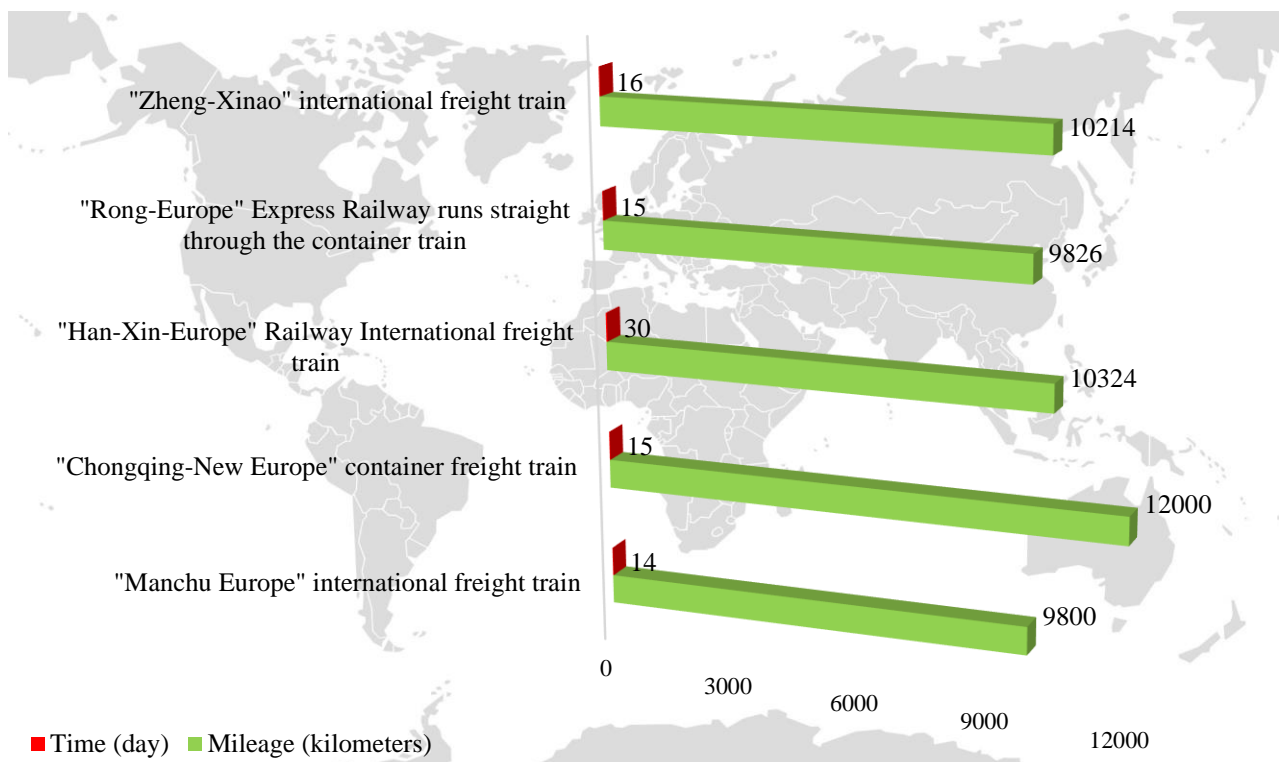 "Zheng-Xinao" international freight train
16
10214
"Rong-Europe" Express Railway runs straight
through the container train
15
9826
"Han-Xin-Europe" Railway International freight
train
30
10324
"Chongqing-New Europe" container freight train
15
12000
"Manchu Europe" international freight train
14
9800
0
3000
6000
9000
12000
Time (day)
Mileage (kilometers)